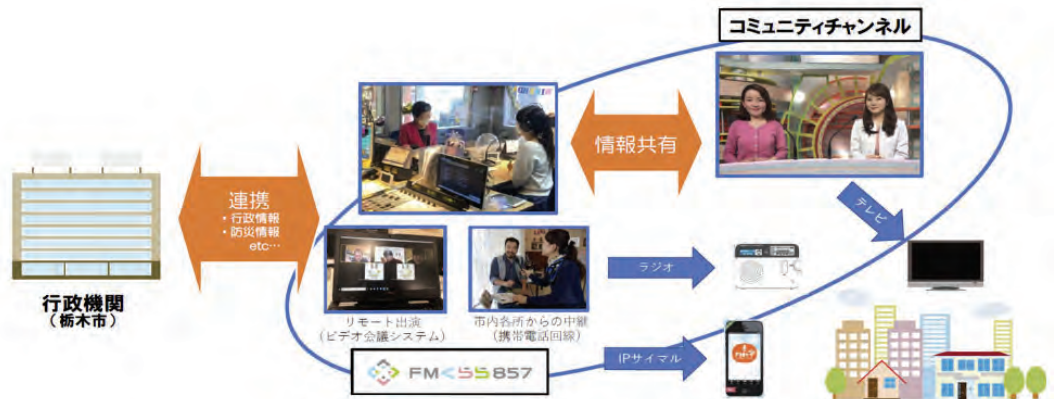 コミュニティチャンネル
情報共有
連携
・行政情報
・防災情報
etc…
テレビ
ラジオ
行政機関
（栃木市）
リモート出演
（ビデオ会議システム）
市内各所からの中継
（携帯電話回線）
IPサイマル
FMくらら857